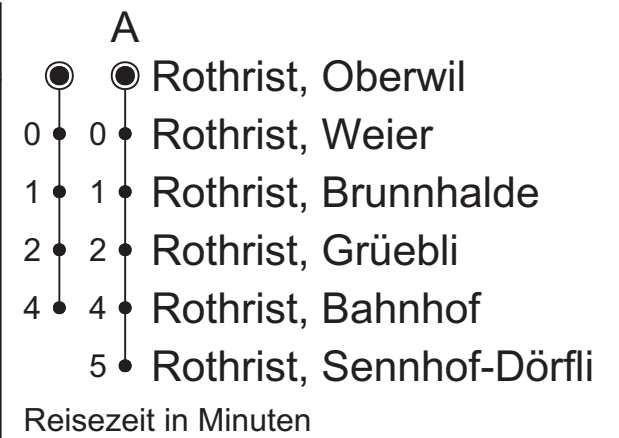 A
Rothrist, Oberwil
0 0 Rothrist, Weier
1 1 Rothrist, Brunnhalde
2 2 Rothrist, Grüebli
4 4 Rothrist, Bahnhof
5 Rothrist, Sennhof-Dörfli
Reisezeit in Minuten